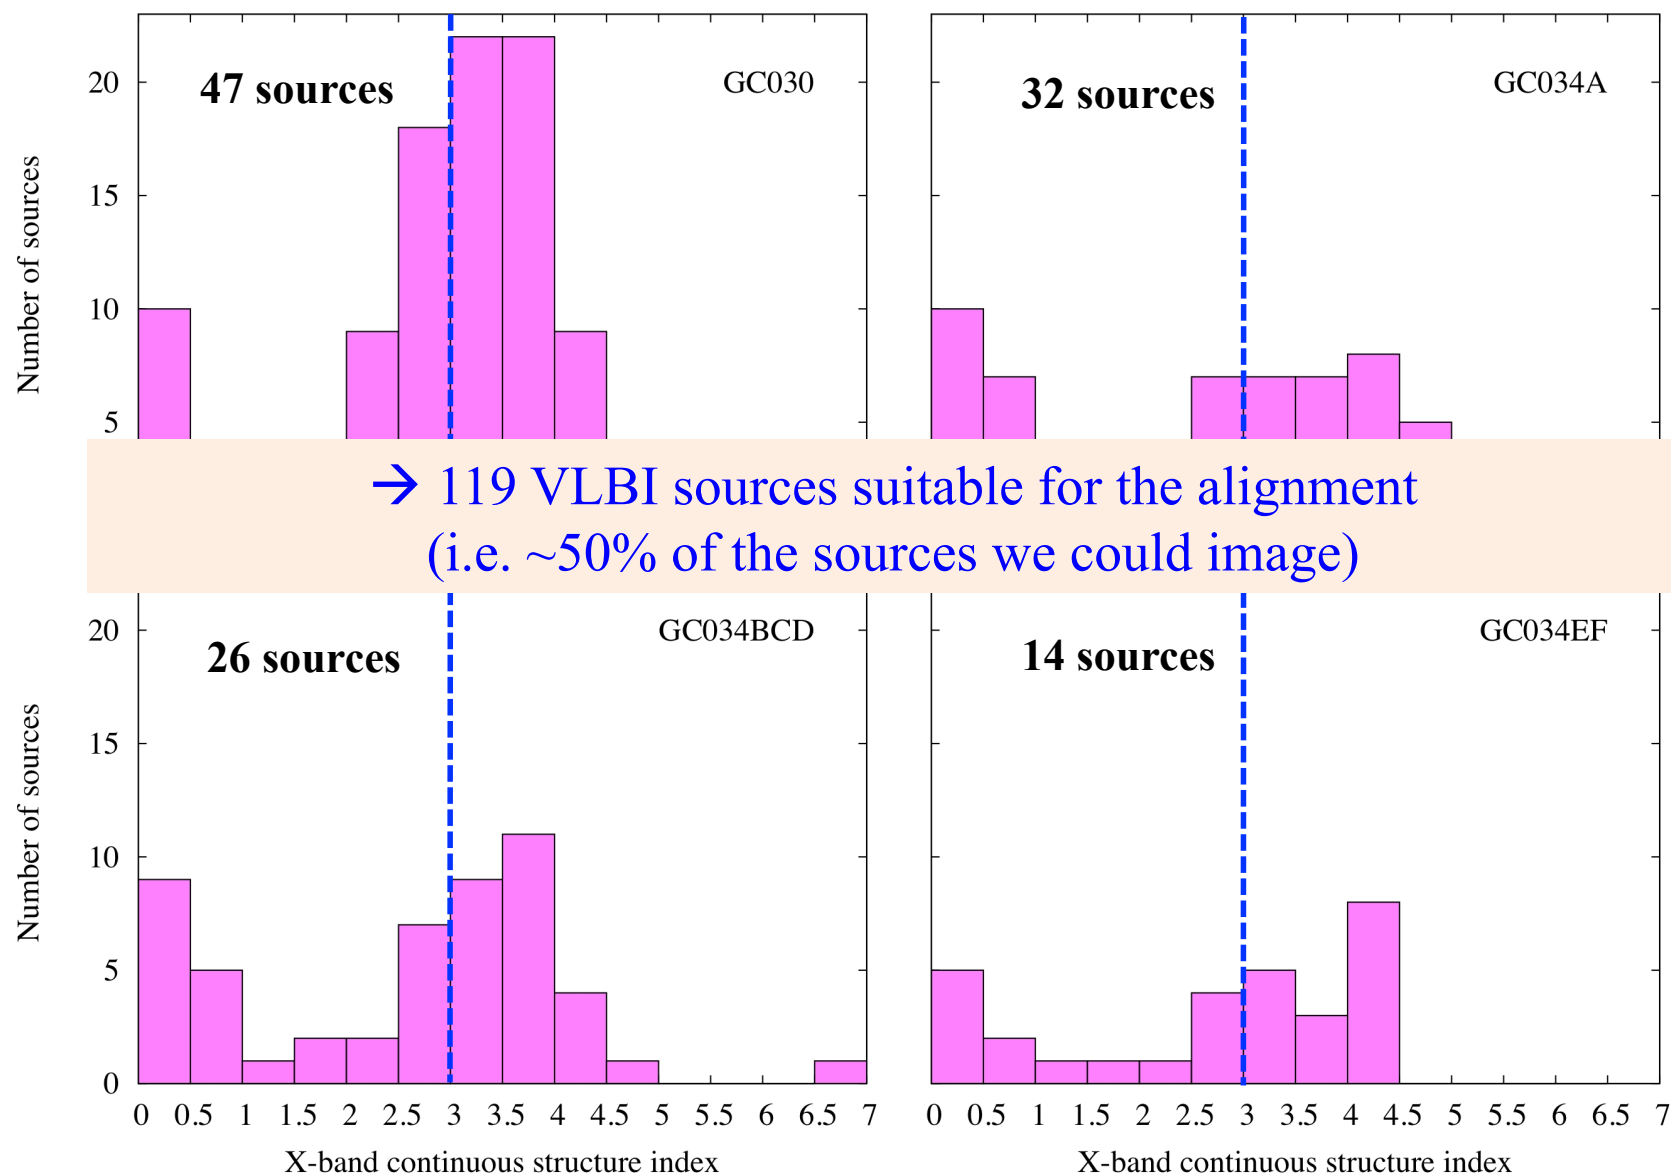 47 sources
GC030
20
15
10
5
Number of sources
32 sources
GC034A
→ 119 VLBI sources suitable for the alignment
(i.e. ~50% of the sources we could image)
26 sources
GC034BCD
20
15
10
5
0
Number of sources
0 0.5 1 1.5 2 2.5 3 3.5 4 4.5 5 5.5 6 6.5 7
X-band continuous structure index
14 sources
GC034EF
0 0.5 1 1.5 2 2.5 3 3.5 4 4.5 5 5.5 6 6.5 7
X-band continuous structure index